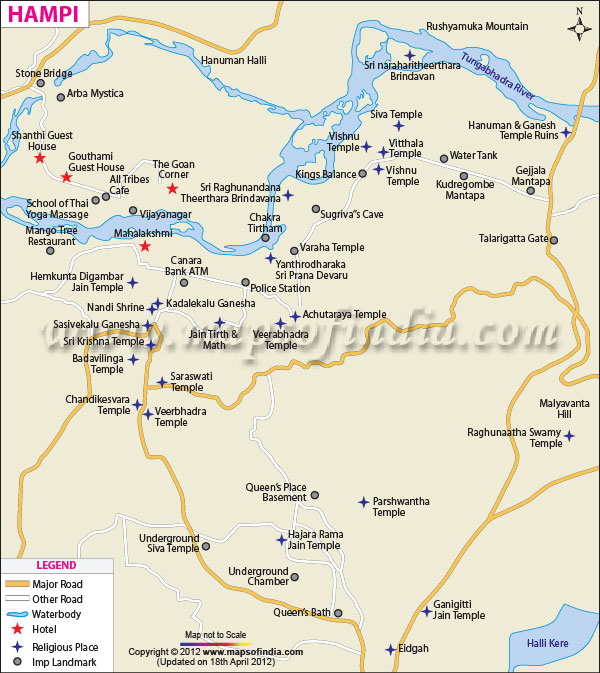 HAMPI
N
Rushyamuka Mountain
Hanuman Halli
Sri naraharitheerthara
Brindavan
Tungabhadra River
Stone Bridge
Arba Mystica
Siva Temple
Hanuman & Ganesh
Temple Ruins
Shanthi Guest
House
Vishnu
Temple
Vitthala
Temple
Water Tank
Gouthami
Guest House
The Goan
Corner
Kings Balance
Vishnu
Temple
Kudregombe
Mantapa
Gejjala
Mantapa
All Tribes
Cafe
Sri Raghunandana
Theerthara Brindavana
School of Thai
Yoga Massage
Vijayanagar
Sugriva"s Cave
Chakra
Tirtham
Mango Tree
Restaurant
Mahalakshmi
Varaha Temple
Talarigatta Gate
Canara
Bank ATM
Yanthrodharaka
Sri Prana Devaru
Hemkunta Digambar
Jain Temple
Police Station
Nandi Shrine
Kadalekalu Ganesha
Achutaraya Temple
Sasivekalu Ganesha
Jain Tirth &
Math
Veerabhadra
Temple
www.mapsofindia.com
Sri Krishna Temple
Badavilinga
Temple
Saraswati
Temple
Chandikesvara
Temple
Veerbhadra
Temple
Malyavanta
Hill
Raghunaatha Swamy
Temple
Queen's Place
Basement
Parshwantha
Temple
Underground
Siva Temple
Hajara Rama
Jain Temple
Underground
Chamber
Queen's Bath
Ganigitti
Jain Temple
Eidgah
Halli Kere
LEGEND
Major Road
Other Road
Waterbody
Hotel
Religious Place
Imp Landmark
Map not to Scale
Copyright © 2012 www.mapsofindia.com
(Updated on 18th April 2012)